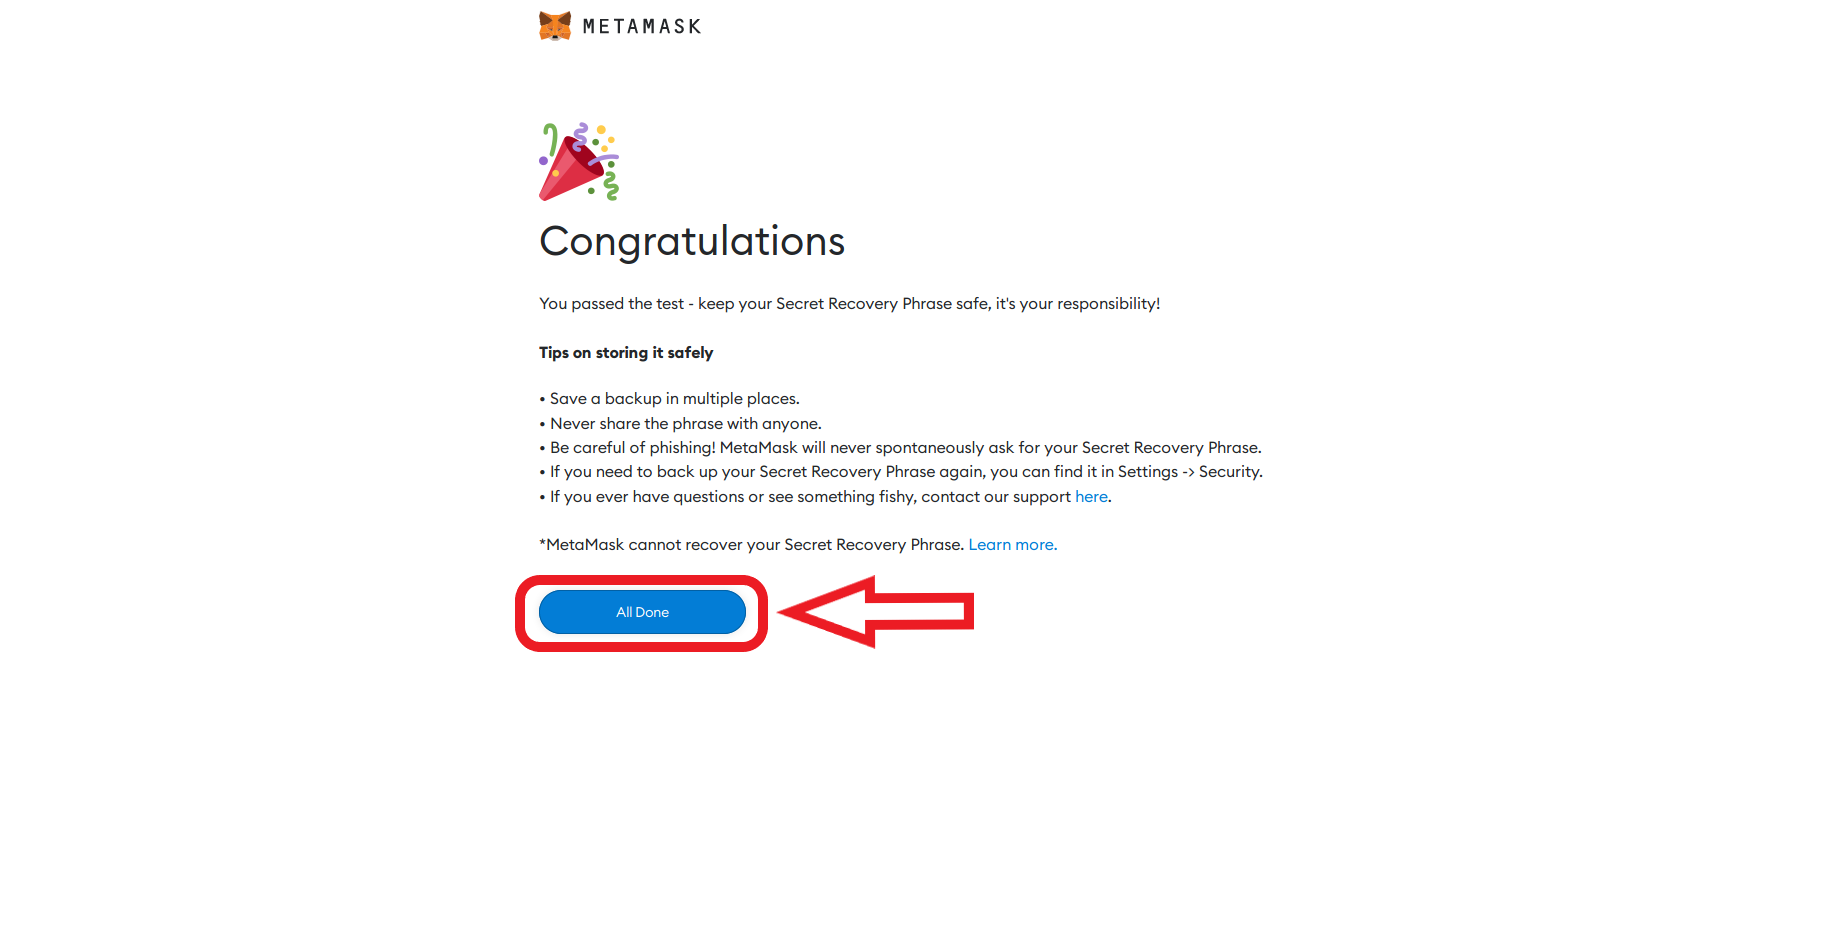 METAMASK
Congratulations
You passed the test - keep your Secret Recovery Phrase safe, it's your responsibility!
Tips on storing it safely
• Save a backup in multiple places.
• Never share the phrase with anyone.
• Be careful of phishing! MetaMask will never spontaneously ask for your Secret Recovery Phrase.
• If you need to back up your Secret Recovery Phrase again, you can find it in Settings -> Security.
• If you ever have questions or see something fishy, contact our support here.
*MetaMask cannot recover your Secret Recovery Phrase. Learn more.
All Done